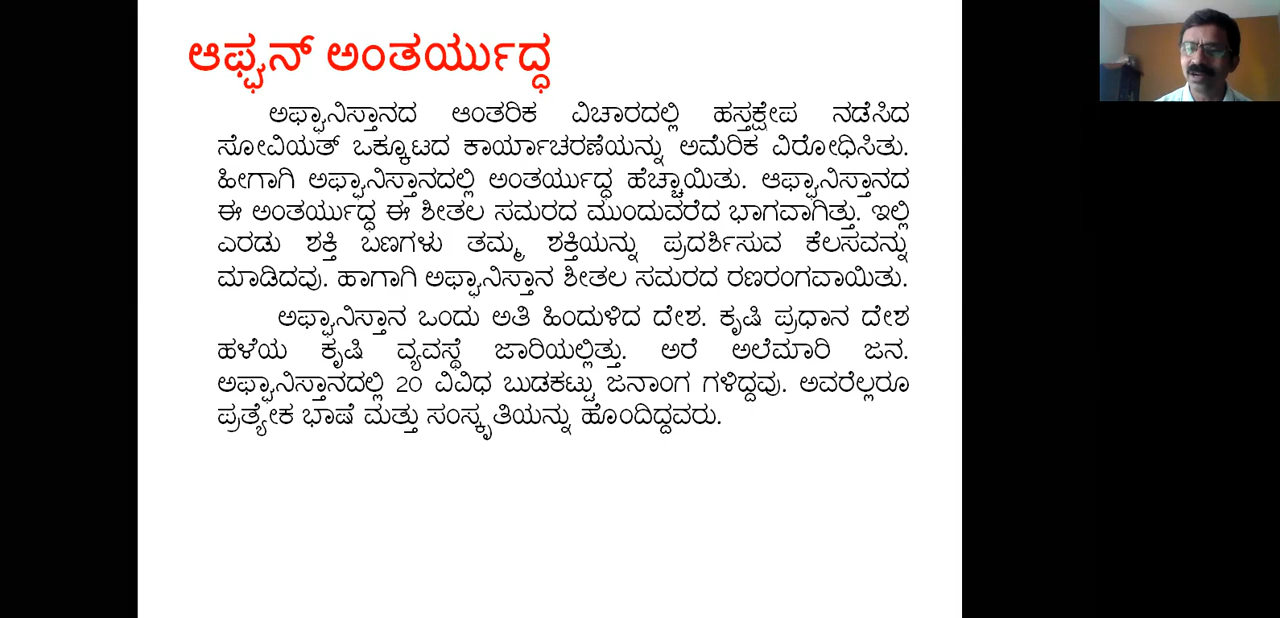 ಆಫ್ಘನ್ ಅಂತರ್ಯುದ್ಧ
ಅಫ್ಘಾನಿಸ್ತಾನದ ಆಂತರಿಕ ವಿಚಾರದಲ್ಲಿ ಹಸ್ತಕ್ಷೇಪ ನಡೆಸಿದ
ಸೋವಿಯತ್ ಒಕ್ಕೂಟದ ಕಾರ್ಯಾಚರಣೆಯನ್ನು ಅಮೆರಿಕ ವಿರೋಧಿಸಿತು.
ಹೀಗಾಗಿ ಅಫ್ಘಾನಿಸ್ತಾನದಲ್ಲಿ ಅಂತರ್ಯುದ್ಧ ಹೆಚ್ಚಾಯಿತು. ಆಫ್ಘಾನಿಸ್ತಾನದ
ಈ ಅಂತರ್ಯುದ್ಧ ಈ ಶೀತಲ ಸಮರದ ಮುಂದುವರೆದ ಭಾಗವಾಗಿತ್ತು. ಇಲ್ಲಿ
ಎರಡು ಶಕ್ತಿ ಬಣಗಳು ತಮ್ಮ ಶಕ್ತಿಯನ್ನು ಪ್ರದರ್ಶಿಸುವ ಕೆಲಸವನ್ನು
ಮಾಡಿದವು. ಹಾಗಾಗಿ ಅಫ್ಘಾನಿಸ್ತಾನ ಶೀತಲ ಸಮರದ ರಣರಂಗವಾಯಿತು.
ಅಫ್ಘಾನಿಸ್ತಾನ ಒಂದು ಅತಿ ಹಿಂದುಳಿದ ದೇಶ. ಕೃಷಿ ಪ್ರಧಾನ ದೇಶ
ಹಳೆಯ ಕೃಷಿ ವ್ಯವಸ್ಥೆ ಜಾರಿಯಲ್ಲಿತ್ತು. ಅರೆ ಅಲೆಮಾರಿ ಜನ.
ಅಫ್ಘಾನಿಸ್ತಾನದಲ್ಲಿ 20 ವಿವಿಧ ಬುಡಕಟ್ಟು ಜನಾಂಗ ಗಳಿದ್ದವು. ಅವರೆಲ್ಲರೂ
ಪ್ರತ್ಯೇಕ ಭಾಷೆ ಮತ್ತು ಸಂಸ್ಕೃತಿಯನ್ನು ಹೊಂದಿದ್ದವರು.